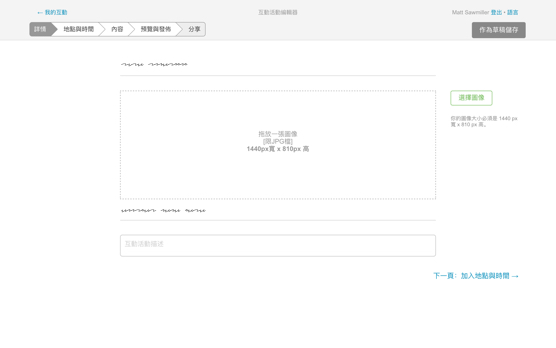 ← 我的互動
互動活動編輯器
Matt Gawmiller 登出 • 語言
詳情
地點與時間
內容
預覽與發佈
分享
作為草稿儲存
拖放一張圖像
[限JPG檔]
1440px寬 x 810px 高
選擇圖像
你的圖像大小必須是 1440 px
寬 x 810 px 高。
互動活動描述
下一頁: 加入地點與時間 →